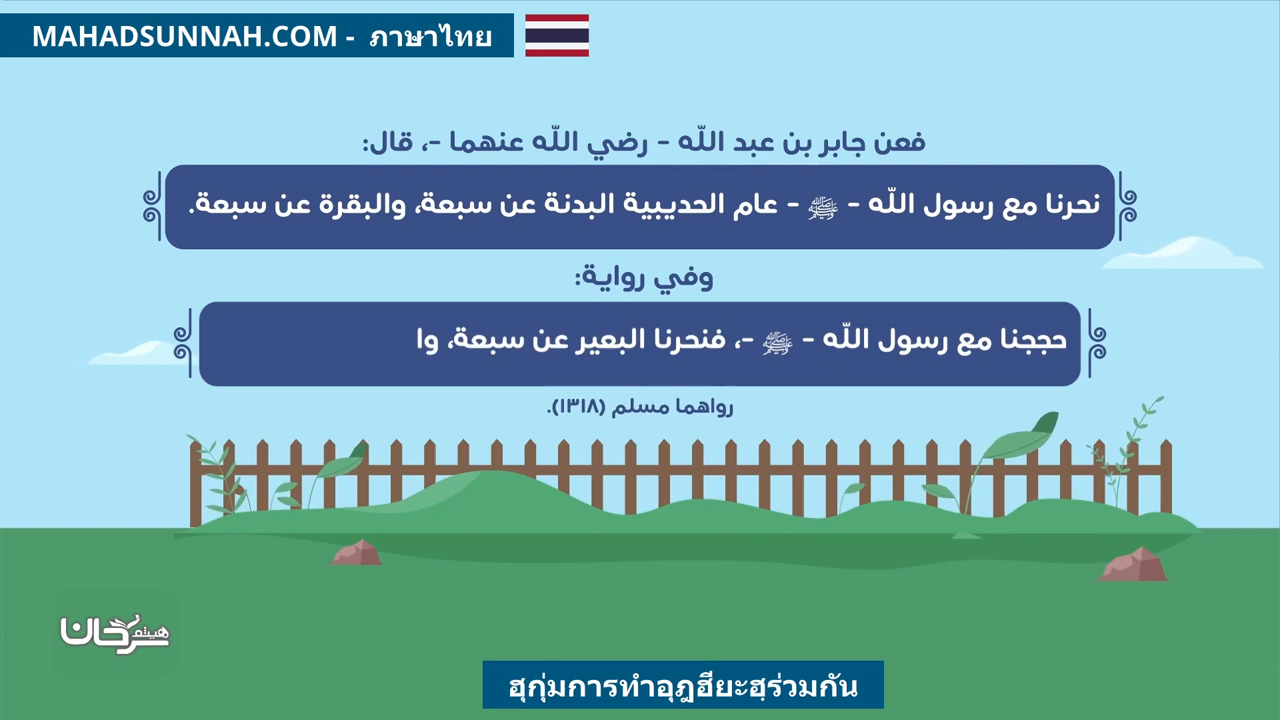 MAHADSUNNAH.COM - ภาษาไทย
فعن جابر بن عبد الله - رضي الله عنهما -، قال:
نحرنا مع رسول الله - ﷺ - عام الحديبية البدنة عن سبعة، والبقرة عن سبعة.
وفي رواية:
حججنا مع رسول الله - ﷺ -، فنحرنا البعير عن سبعة، وا
رواهما مسلم (١٣١٨).
هيثم سرحان
ฮุกุ่มการทำอุฎฮียะฮฺร่วมกัน